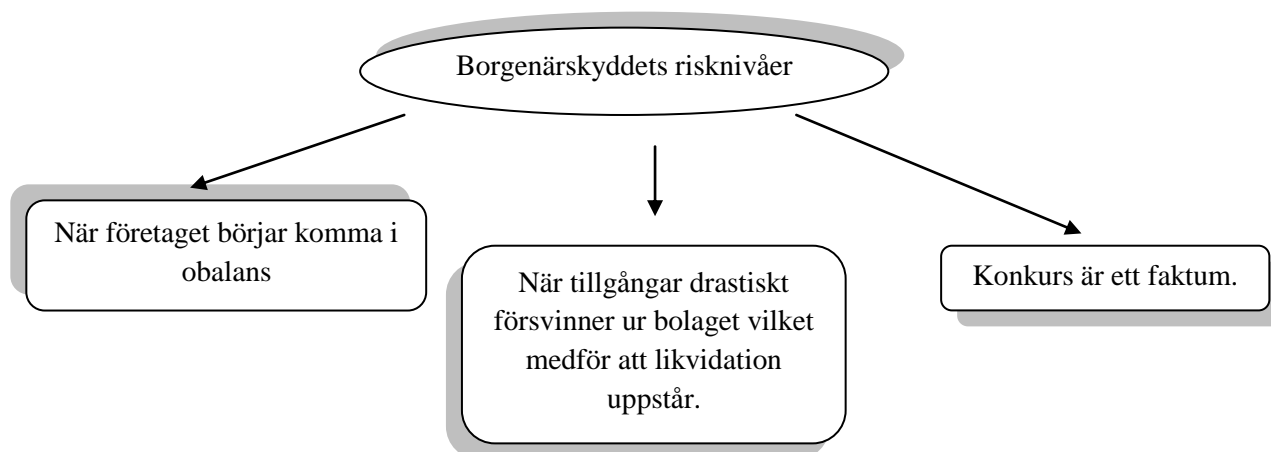 Borgenärskyddets risknivåer
När företaget börjar komma i
obalans
När tillgångar drastiskt
försvinner ur bolaget vilket
medför att likvidation
uppstår.
Konkurs är ett faktum.